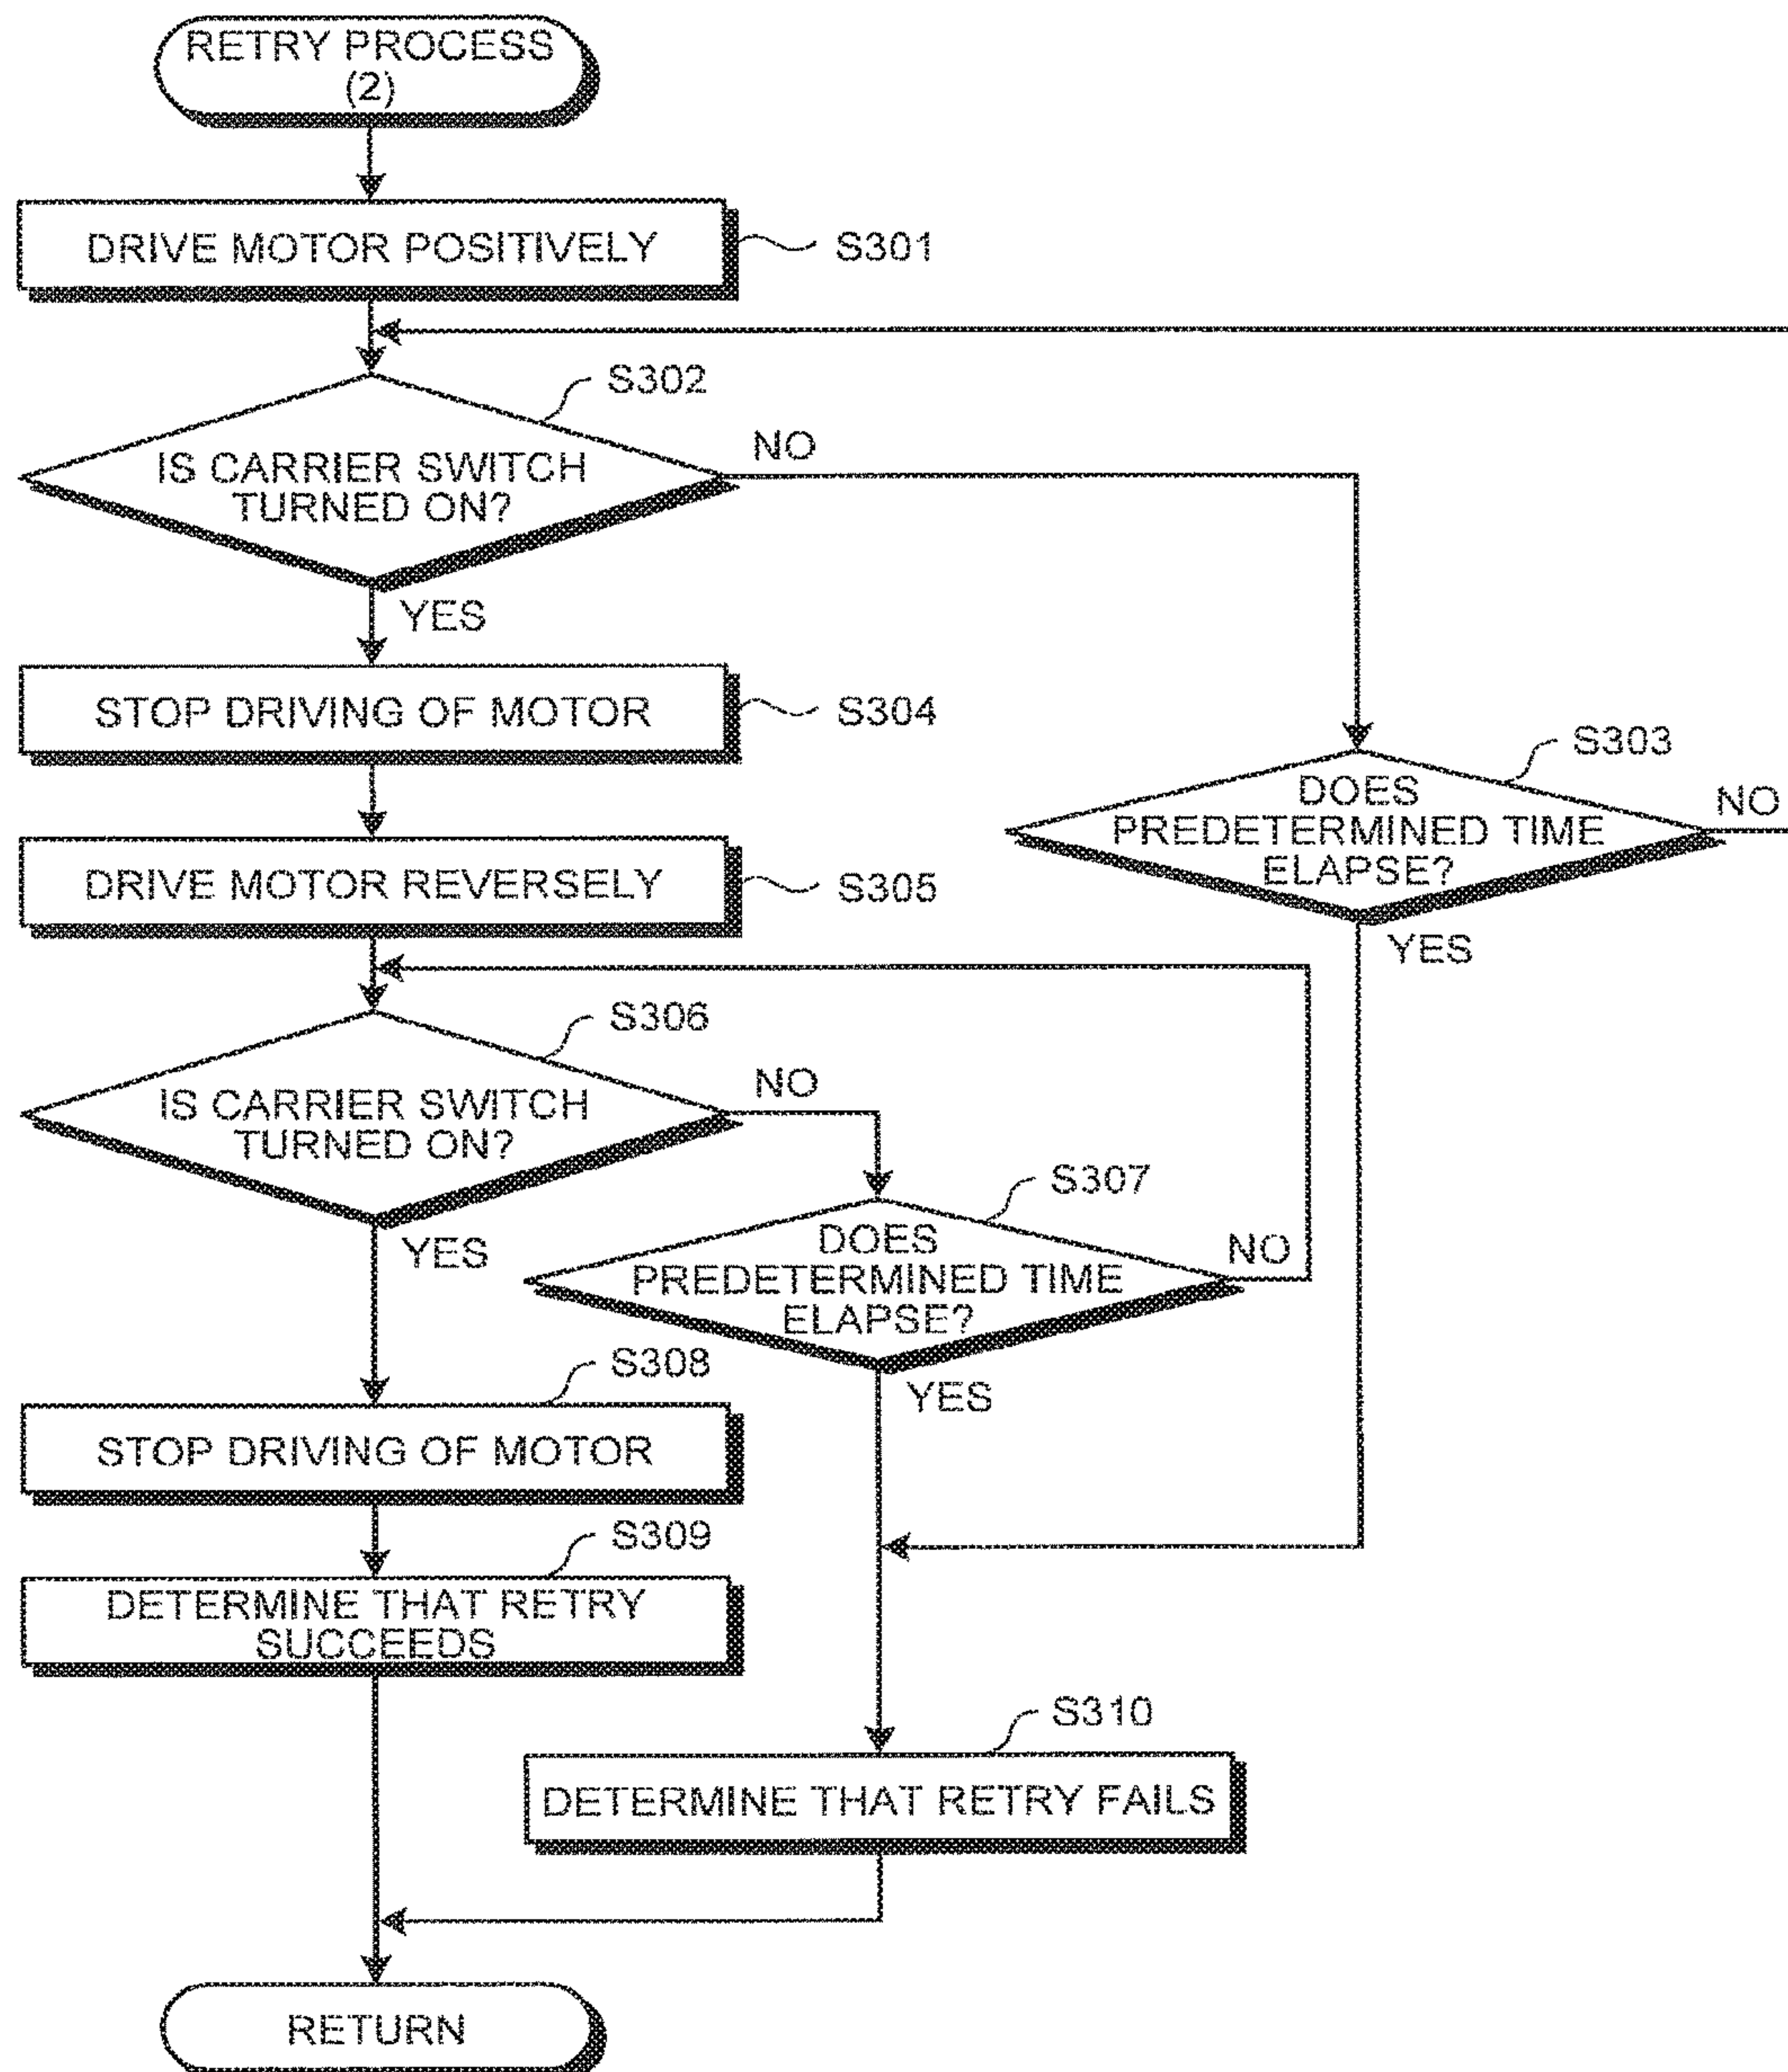 RETRY PROCESS
(2)
DRIVE MOTOR POSITIVELY
S301
S302
IS CARRIER SWITCH
TURNED ON?
NO
YES
STOP DRIVING OF MOTOR
S304
S303
DOES
PREDETERMINED TIME
ELAPSE?
NO
YES
DRIVE MOTOR REVERSELY
S305
S306
IS CARRIER SWITCH
TURNED ON?
NO
YES
S307
DOES
PREDETERMINED TIME
ELAPSE?
NO
YES
S308
STOP DRIVING OF MOTOR
S309
DETERMINE THAT RETRY
SUCCEEDS
S310
DETERMINE THAT RETRY FAILS
RETURN